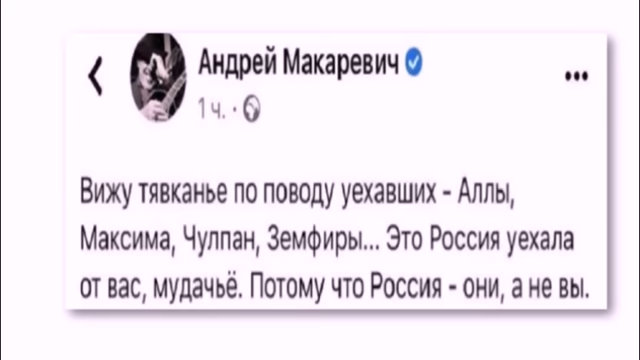 Андрей Макаревич
1 ч. ·
Вижу тявканье по поводу уехавших - Аллы,
Максима, Чулпан, Земфиры... Это Россия уехала
от вас, мудачьё. Потому что Россия - они, а не вы.